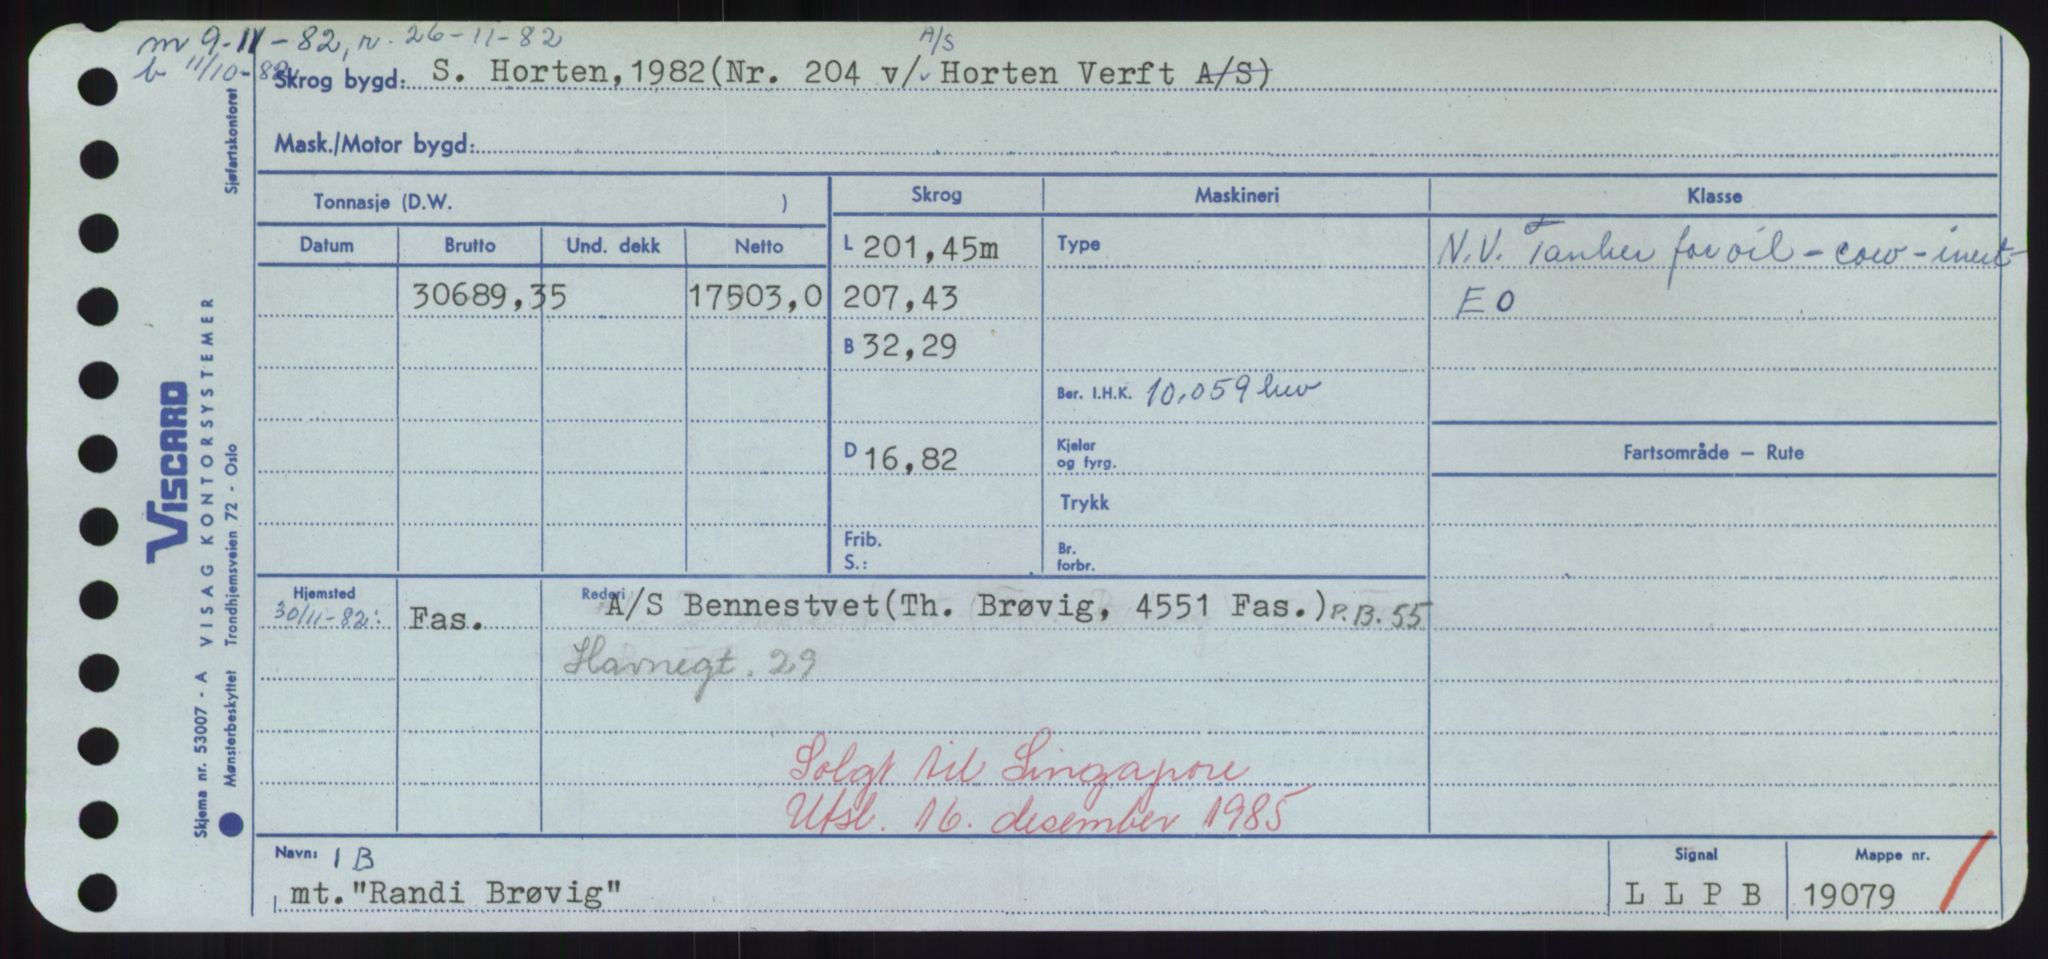 m 9-11-82, r. 26-11-82
b 11/10-82,
A/S
Skrog bygd: S. Horten, 1982(Nr. 204 v/ Horten Verft A/S)
Mask./Motor bygd:
Tonnasje (D.W. )
Skrog Maskineri Klasse
Datum Brutto Und. dekk Netto
L 201,45m Type N.V. Tanker for oil - cow - inert-
30689,35 17503,0 207,43 E0
B 32,29
Ber. I.H.K. 10.059 hw
D 16,82 Kjeler og fyrg.
Fartsområde — Rute
Trykk
Frib.
S.:
Br. forbr.
Hjemsted Rederi
30/11-82: Fas. A/S Bennestvet(Th. Brøvig, 4551 Fas.) P.B. 55
Havnegt. 29
Solgt til Singapore
Utsl. 16. desember 1985
Navn: 1 B
mt."Randi Brøvig"
Signal Mappe nr.
L L P B 19079
VISCARD
Skjema nr. 53007 - A VISAG KONTORSYSTEMER Sjøfartskontoret
Mønsterbeskyttet Trondhjemsveien 72 - Oslo